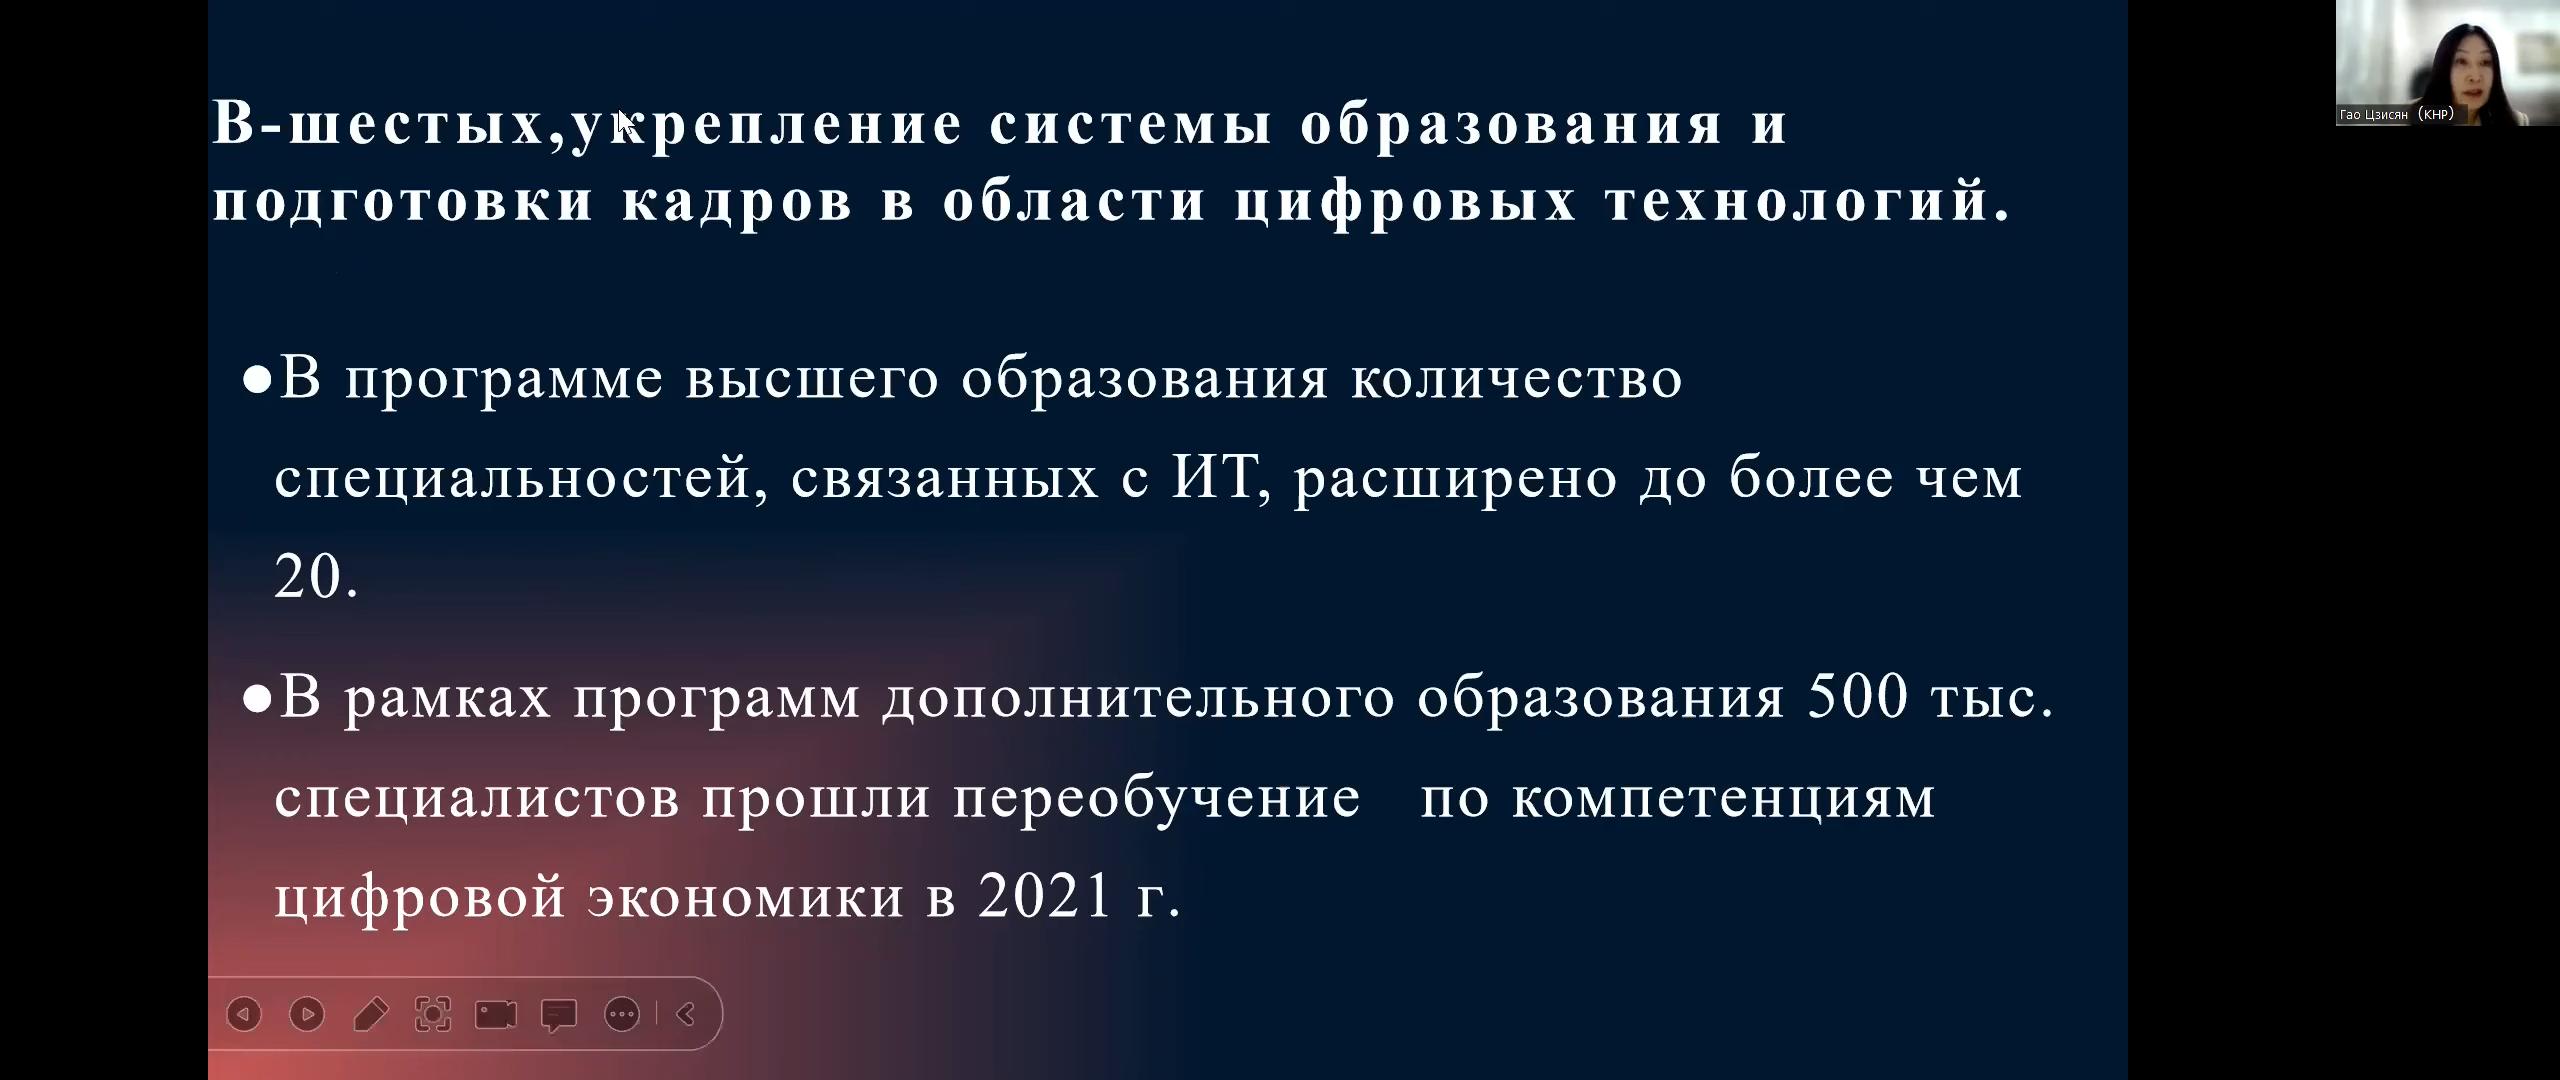 В-шестых,укрепление системы образования и
подготовки кадров в области цифровых технологий.
●В программе высшего образования количество
специальностей, связанных с ИТ, расширено до более чем
20.
●В рамках программ дополнительного образования 500 тыс.
специалистов прошли переобучение по компетенциям
цифровой экономики в 2021 г.
Гао Цзисян（КНР）